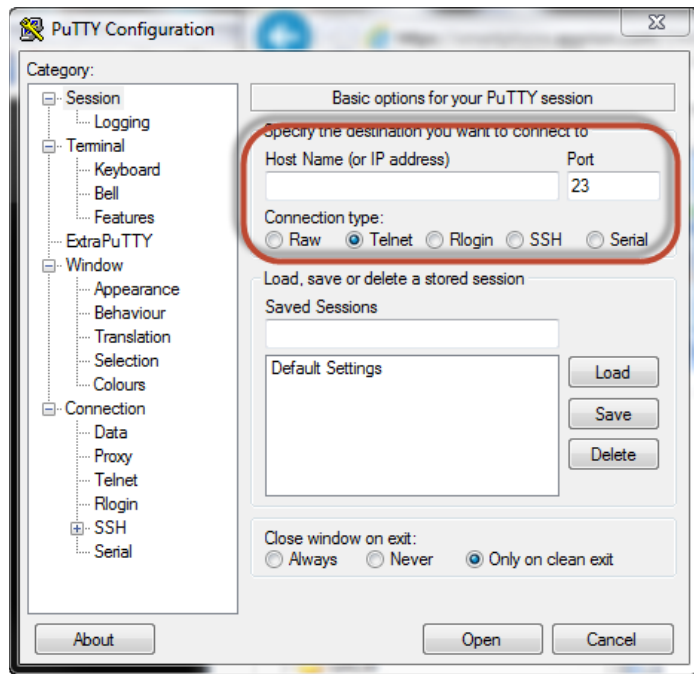 PuTTY Configuration
Category:
Session
Logging
Terminal
Keyboard
Bell
Features
ExtraPuTTY
Window
Appearance
Behaviour
Translation
Selection
Colours
Connection
Data
Proxy
Telnet
Rlogin
SSH
Serial
Basic options for your PuTTY session
Specify the destination you want to connect to
Host Name (or IP address) Port
23
Connection type:
Raw Telnet Rlogin SSH Serial
Load, save or delete a stored session
Saved Sessions
Default Settings
Load
Save
Delete
Close window on exit:
Always Never Only on clean exit
About Open Cancel